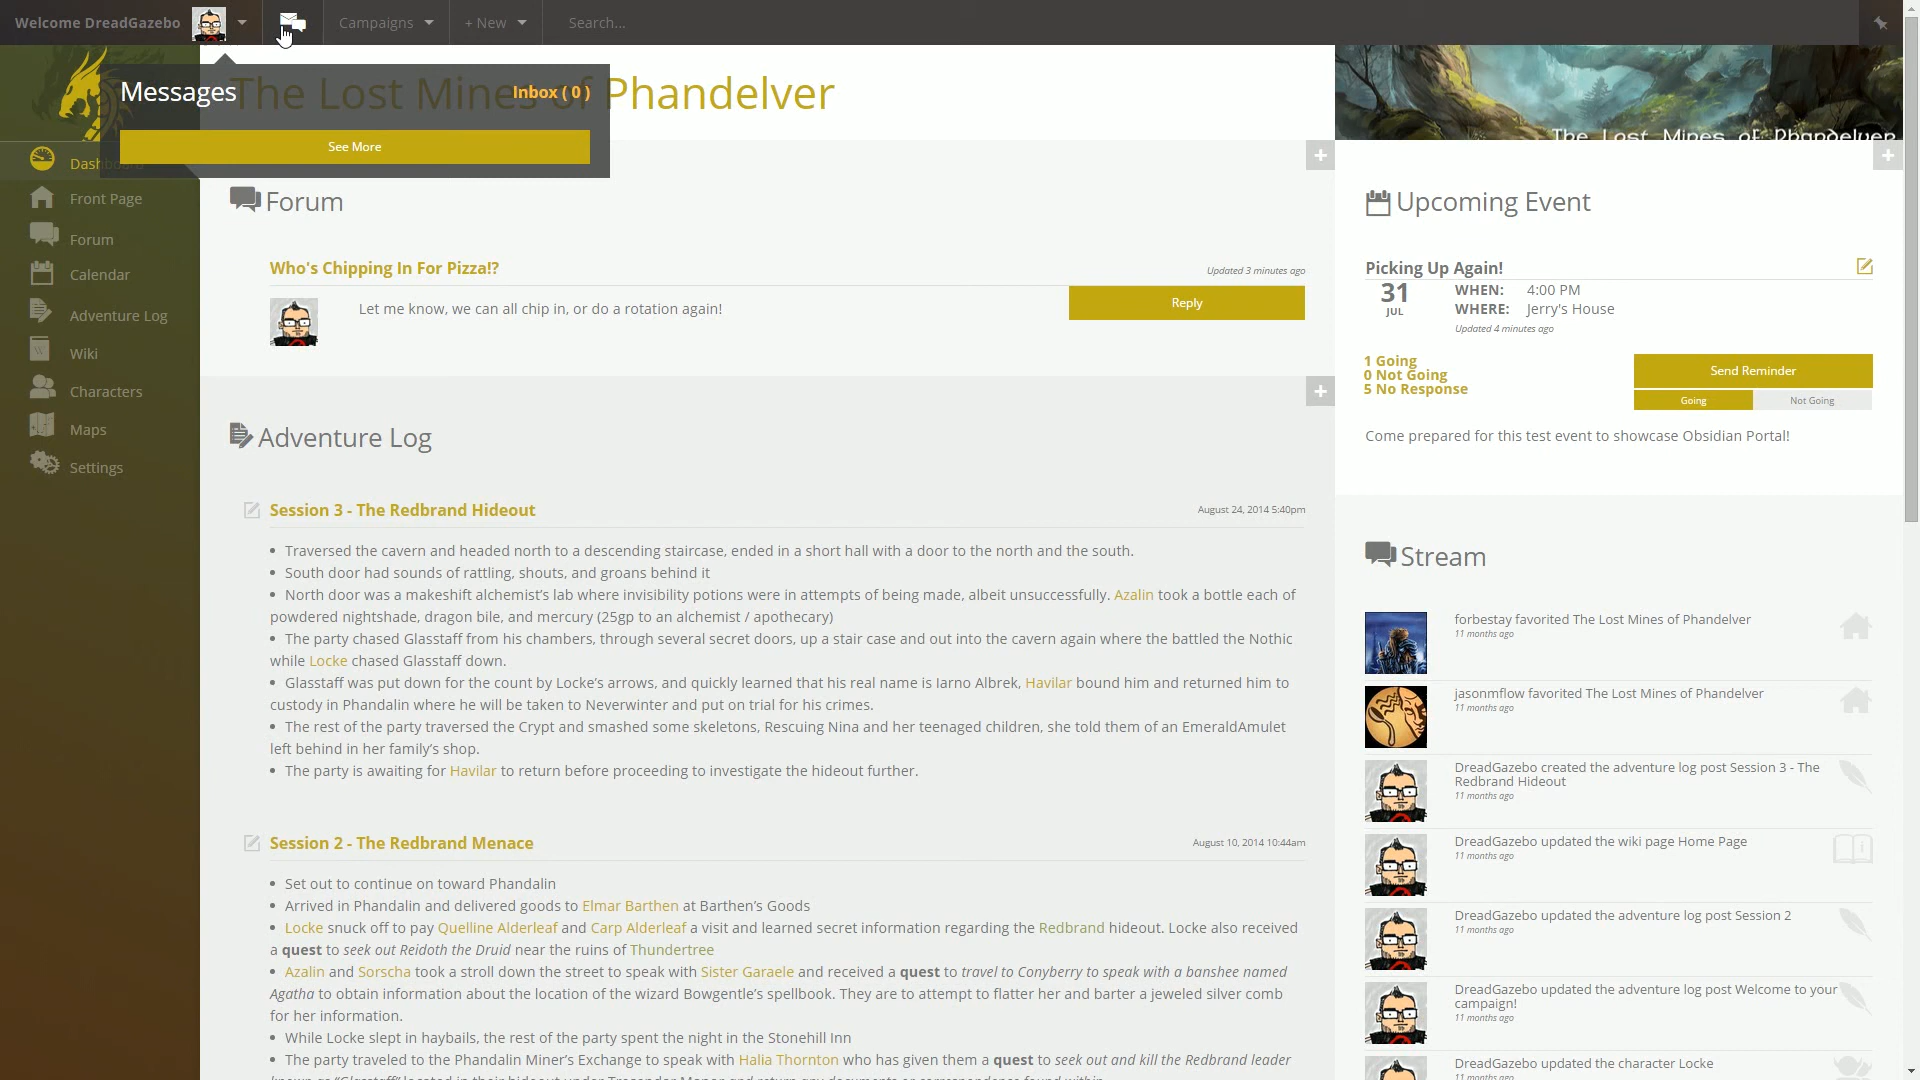 Welcome DreadGazebo
Campaigns
+ New
Search...
Messages
Inbox ( 0 )
See More
The Lost Mines of Phandelver
The Lost Mines of Phandelver
Dashboard
Front Page
Forum
Calendar
Adventure Log
Wiki
Characters
Maps
Settings
Forum
Who's Chipping In For Pizza!?
Updated 3 minutes ago
Let me know, we can all chip in, or do a rotation again!
Reply
Adventure Log
Session 3 - The Redbrand Hideout
August 24, 2014 5:40pm
• Traversed the cavern and headed north to a descending staircase, ended in a short hall with a door to the north and the south.
• South door had sounds of rattling, shouts, and groans behind it
• North door was a makeshift alchemist's lab where invisibility potions were in attempts of being made, albeit unsuccessfully. Azalin took a bottle each of
powdered nightshade, dragon bile, and mercury (25gp to an alchemist / apothecary)
• The party chased Glasstaff from his chambers, through several secret doors, up a stair case and out into the cavern again where the battled the Nothic
while Locke chased Glasstaff down.
• Glasstaff was put down for the count by Locke's arrows, and quickly learned that his real name is Iarno Albrek, Havilar bound him and returned him to
custody in Phandalin where he will be taken to Neverwinter and put on trial for his crimes.
• The rest of the party traversed the Crypt and smashed some skeletons, Rescuing Nina and her teenaged children, she told them of an EmeraldAmulet
left behind in her family's shop.
• The party is awaiting for Havilar to return before proceeding to investigate the hideout further.
Session 2 - The Redbrand Menace
August 10, 2014 10:44am
• Set out to continue on toward Phandalin
• Arrived in Phandalin and delivered goods to Elmar Barthen at Barthen's Goods
• Locke snuck off to pay Quelline Alderleaf and Carp Alderleaf a visit and learned secret information regarding the Redbrand hideout. Locke also received
a quest to seek out Reidoth the Druid near the ruins of Thundertree
• Azalin and Sorscha took a stroll down the street to speak with Sister Garaele and received a quest to travel to Conyberry to speak with a banshee named
Agatha to obtain information about the location of the wizard Bowgentle's spellbook. They are to attempt to flatter her and barter a jeweled silver comb
for her information.
• While Locke slept in haybails, the rest of the party spent the night in the Stonehill Inn
• The party traveled to the Phandalin Miner's Exchange to speak with Halia Thornton who has given them a quest to seek out and kill the Redbrand leader
known as "Glasstaff" located in their hideout under Tresendar Manor and return any documents or correspondence found within
Upcoming Event
Picking Up Again!
31
JUL
WHEN: 4:00 PM
WHERE: Jerry's House
Updated 4 minutes ago
1 Going
0 Not Going
5 No Response
Send Reminder
Going
Not Going
Come prepared for this test event to showcase Obsidian Portal!
Stream
forbestay favorited The Lost Mines of Phandelver
11 months ago
jasonmflow favorited The Lost Mines of Phandelver
11 months ago
DreadGazebo created the adventure log post Session 3 - The
Redbrand Hideout
11 months ago
DreadGazebo updated the wiki page Home Page
11 months ago
DreadGazebo updated the adventure log post Session 2
11 months ago
DreadGazebo updated the adventure log post Welcome to your
campaign!
11 months ago
DreadGazebo updated the character Locke
11 months ago